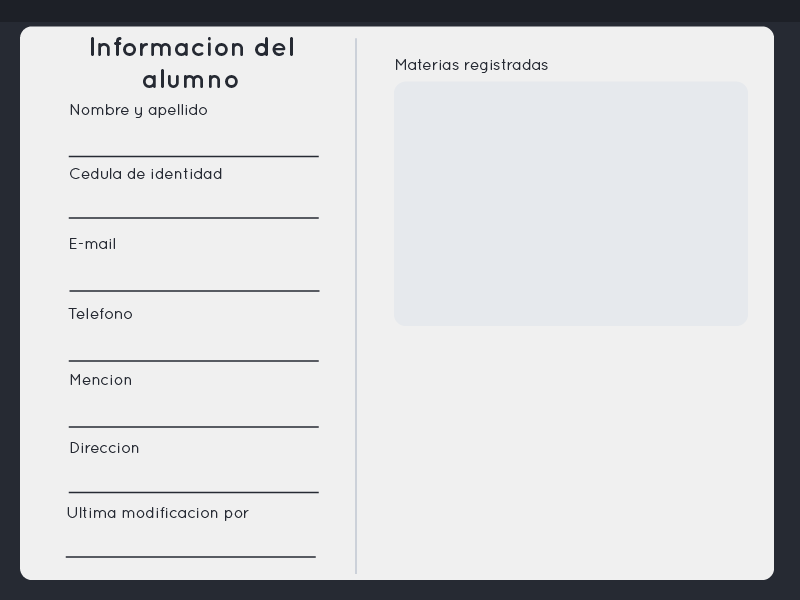 Informacion del
alumno
Nombre y apellido
Cedula de identidad
E-mail
Telefono
Mencion
Direccion
Ultima modificacion por
Materias registradas